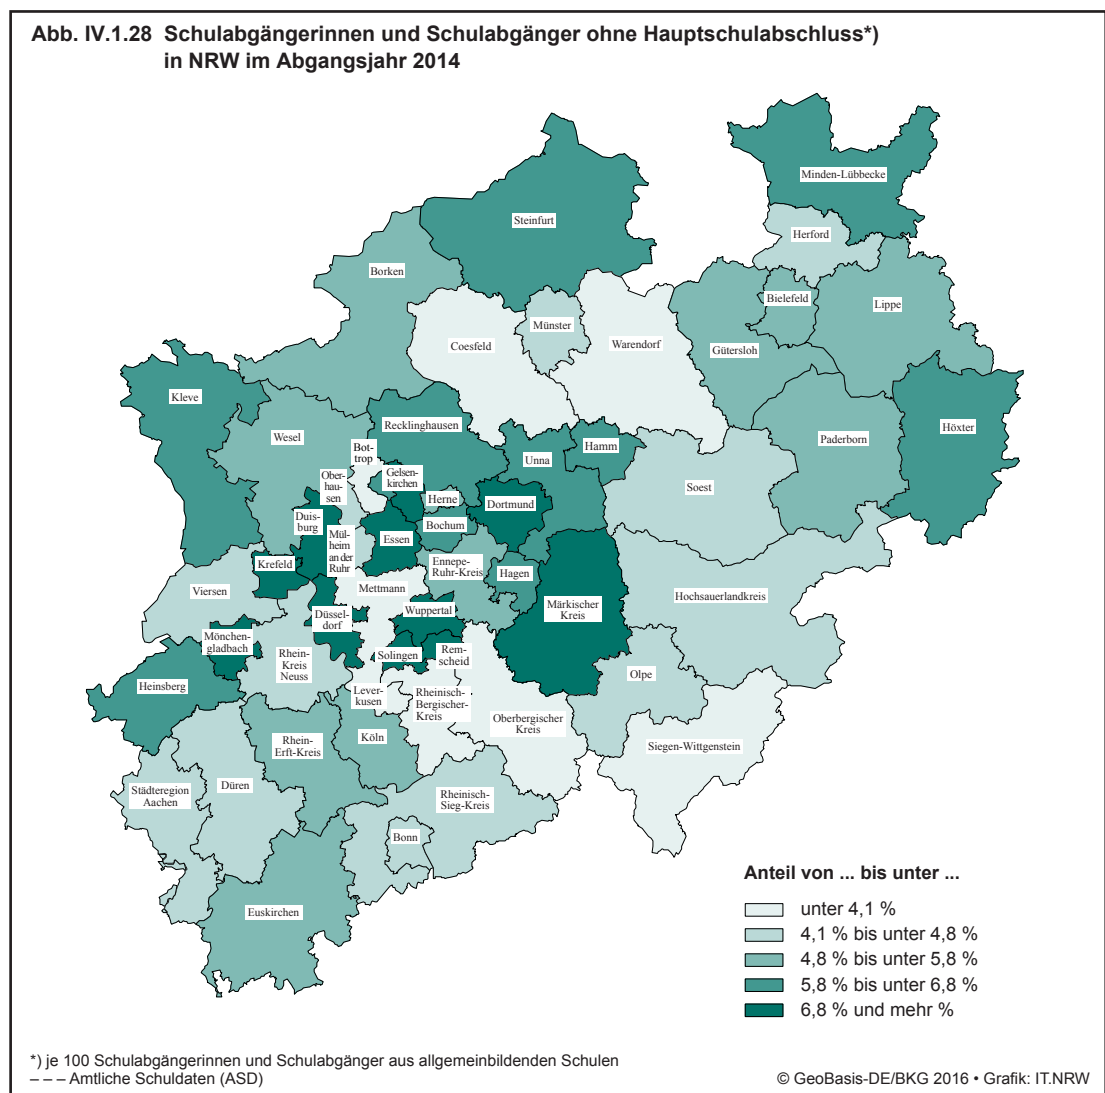 Abb. IV.1.28 Schulabgängerinnen und Schulabgänger ohne Hauptschulabschluss*)
in NRW im Abgangsjahr 2014
Minden-Lübbecke
Steinfurt
Herford
Borken
Bielefeld
Lippe
Münster
Coesfeld
Warendorf
Gütersloh
Kleve
Recklinghausen
Höxter
Wesel
Paderborn
Bot-
trop
Hamm
Unna
Ober-
hau-
sen
Gelsen-
kirchen
Soest
Herne
Dortmund
Duis-
burg
Bochum
Mül-
heim
an der
Ruhr
Essen
Krefeld
Ennepe-
Ruhr-Kreis
Hagen
Viersen
Mettmann
Hochsauerlandkreis
Märkischer
Kreis
Wuppertal
Düssel-
dorf
Mönchen-
gladbach
Rhein-
Kreis
Neuss
Solingen
Rem-
scheid
Olpe
Heinsberg
Lever-
kusen
Rheinisch-
Bergischer-
Kreis
Oberbergischer
Kreis
Siegen-Wittgenstein
Rhein-
Erft-Kreis
Köln
Düren
Städteregion
Aachen
Rheinisch-
Sieg-Kreis
Bonn
Euskirchen
Anteil von ... bis unter ...
unter 4,1 %
4,1 % bis unter 4,8 %
4,8 % bis unter 5,8 %
5,8 % bis unter 6,8 %
6,8 % und mehr %
*) je 100 Schulabgängerinnen und Schulabgänger aus allgemeinbildenden Schulen
– – – Amtliche Schuldaten (ASD)
© GeoBasis-DE/BKG 2016 • Grafik: IT.NRW